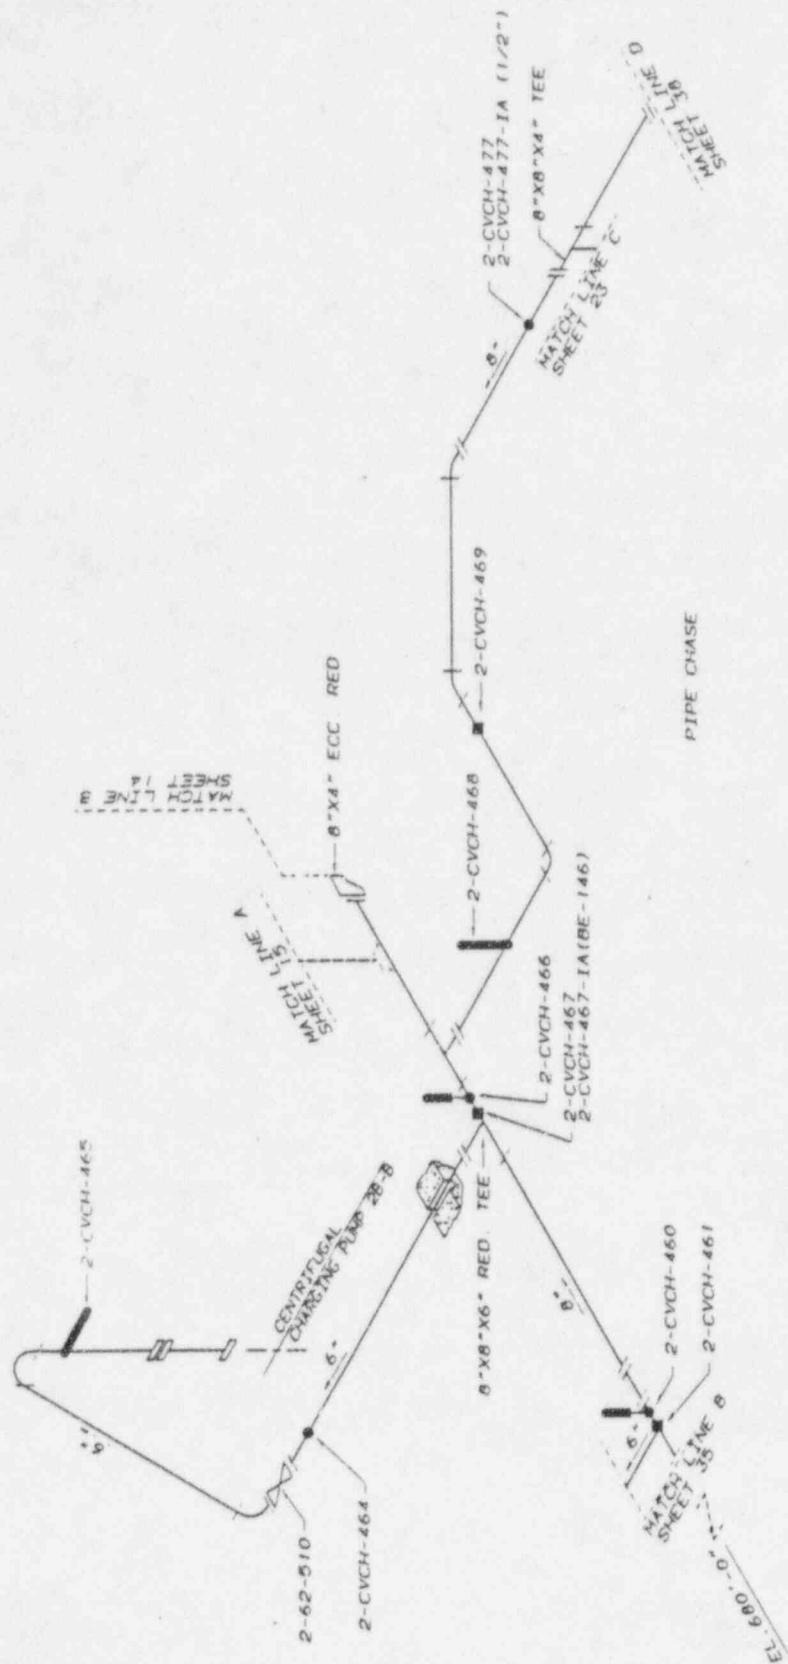 2-CVCH-465
CENTRIFUGAL
CHARGING PUMP 2B-B
6"
2-62-510
2-CVCH-464
6"
8"X8"X6" RED. TEE
8"
2-CVCH-460
2-CVCH-461
6"
MATCH LINE B
SHEET 35
EL. 680'-0"
MATCH LINE A
SHEET 15
MATCH LINE B
SHEET 14
8"X4" ECC. RED
2-CVCH-466
2-CVCH-467
2-CVCH-467-IA(BE-146)
2-CVCH-468
2-CVCH-469
PIPE CHASE
8"
2-CVCH-477
2-CVCH-477-IA (1/2")
8"X8"X4" TEE
MATCH LINE C
SHEET 23
MATCH LINE D
SHEET 38